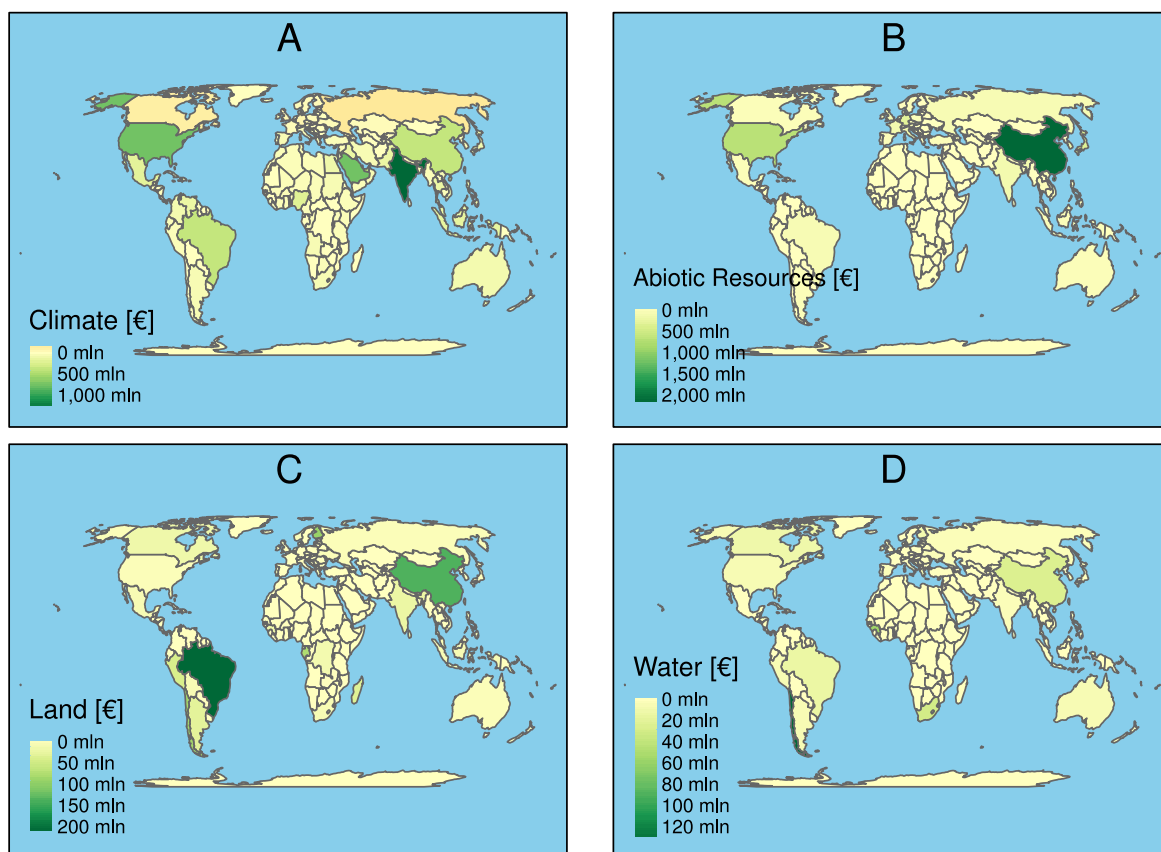 A
Climate [€]
0 mln
500 mln
1,000 mln
B
Abiotic Resources [€]
0 mln
500 mln
1,000 mln
1,500 mln
2,000 mln
C
Land [€]
0 mln
50 mln
100 mln
150 mln
200 mln
D
Water [€]
0 mln
20 mln
40 mln
60 mln
80 mln
100 mln
120 mln